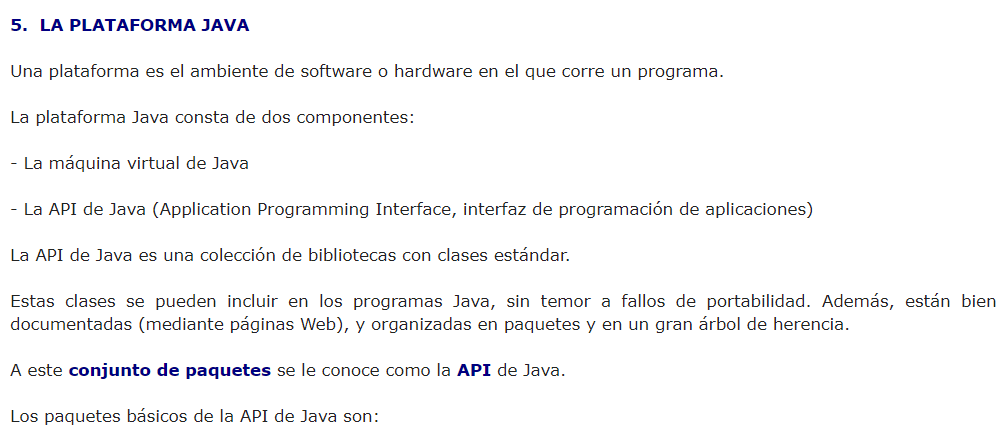 5. LA PLATAFORMA JAVA
Una plataforma es el ambiente de software o hardware en el que corre un programa.
La plataforma Java consta de dos componentes:
- La máquina virtual de Java
- La API de Java (Application Programming Interface, interfaz de programación de aplicaciones)
La API de Java es una colección de bibliotecas con clases estándar.
Estas clases se pueden incluir en los programas Java, sin temor a fallos de portabilidad. Además, están bien
documentadas (mediante páginas Web), y organizadas en paquetes y en un gran árbol de herencia.
A este conjunto de paquetes se le conoce como la API de Java.
Los paquetes básicos de la API de Java son: